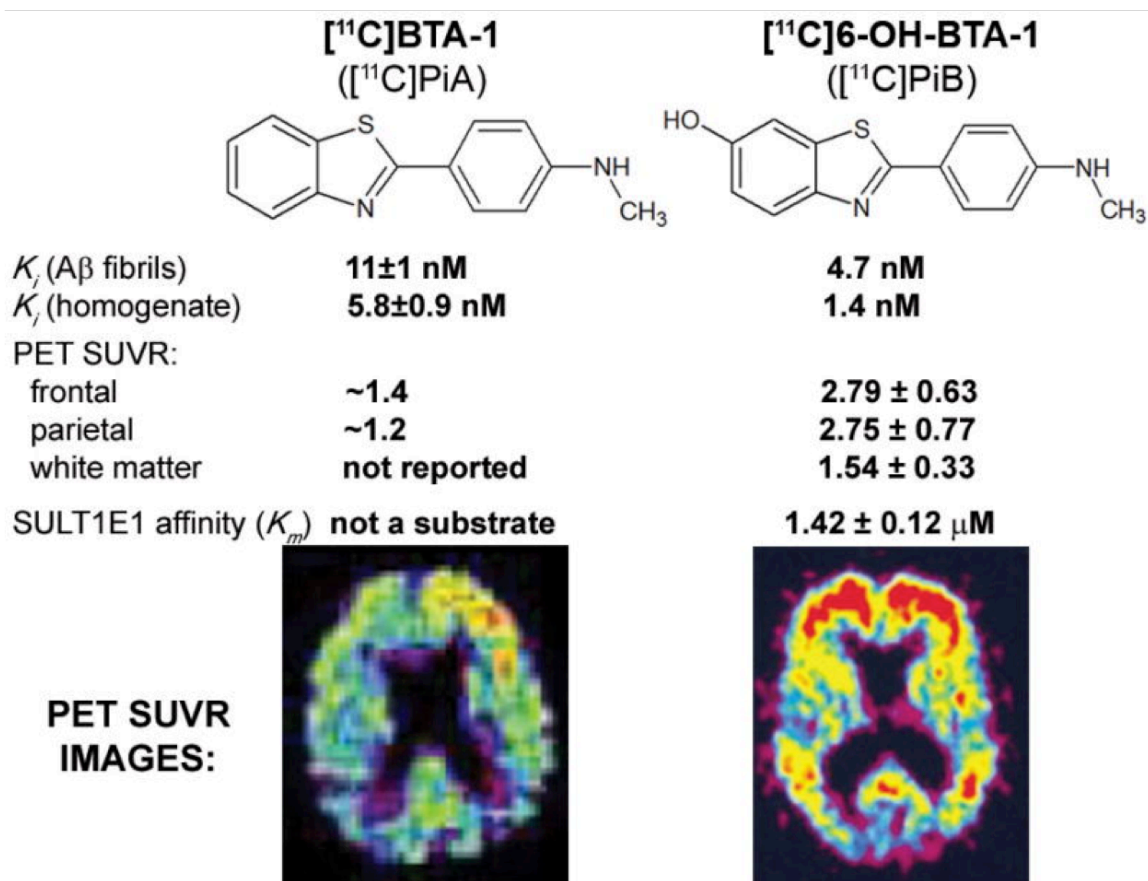 [¹¹C]BTA-1 [¹¹C]6-OH-BTA-1
([¹¹C]PiA) ([¹¹C]PiB)
S NH CH₃ N
HO S NH CH₃ N
Kᵢ (Aβ fibrils) 11±1 nM 4.7 nM
Kᵢ (homogenate) 5.8±0.9 nM 1.4 nM
PET SUVR:
frontal ~1.4 2.79 ± 0.63
parietal ~1.2 2.75 ± 0.77
white matter not reported 1.54 ± 0.33
SULT1E1 affinity (Kₘ) not a substrate 1.42 ± 0.12 μM
PET SUVR
IMAGES: